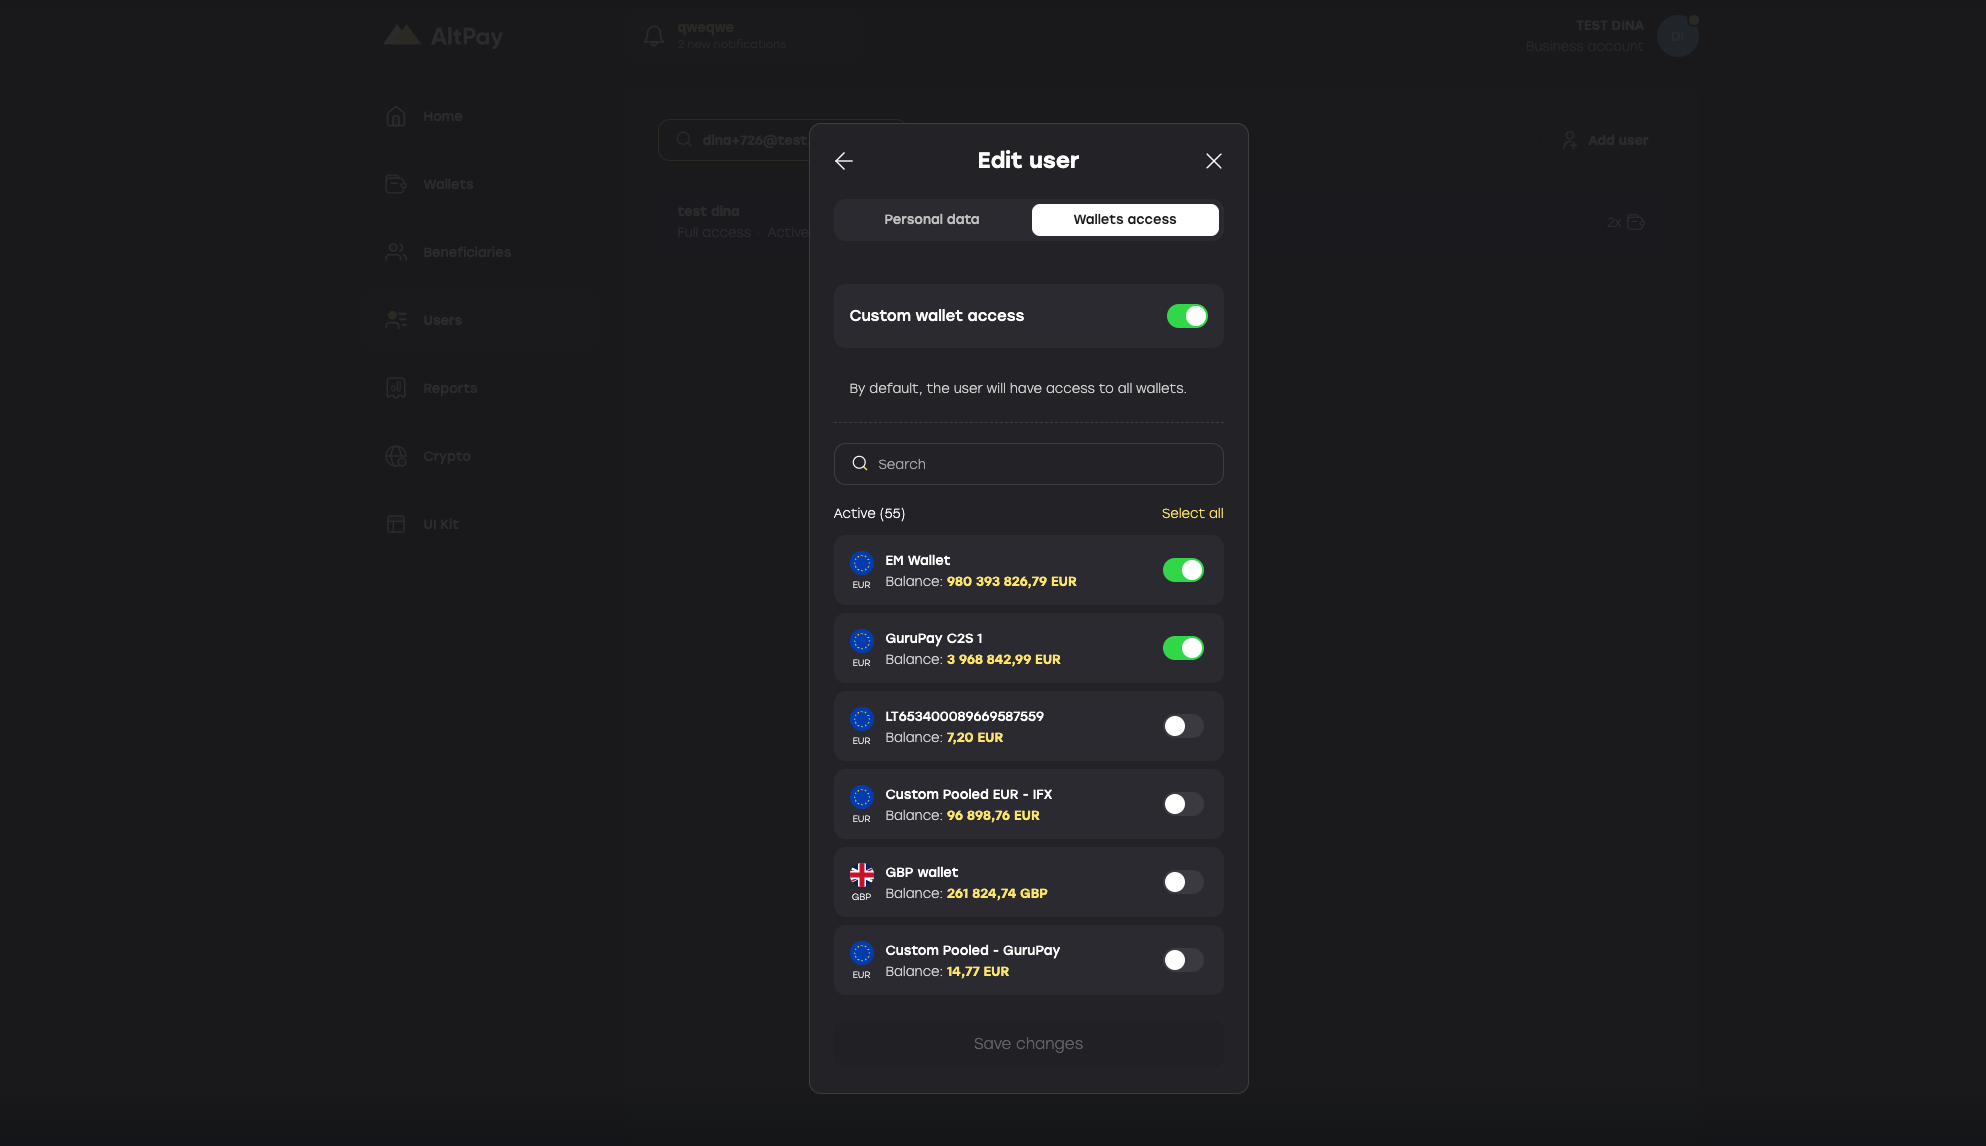 AltPay
qweqwe
2 new notifications
TEST DINA
Business account
DI
Home
Wallets
Beneficiaries
Users
Reports
Crypto
UI Kit
dina+726@test
Add user
test dina
Full access · Active
2x
Edit user
Personal data
Wallets access
Custom wallet access
By default, the user will have access to all wallets.
Search
Active (55)
Select all
EUR
EM Wallet
Balance: 980 393 826,79 EUR
EUR
GuruPay C2S 1
Balance: 3 968 842,99 EUR
EUR
LT653400089669587559
Balance: 7,20 EUR
EUR
Custom Pooled EUR - IFX
Balance: 96 898,76 EUR
GBP
GBP wallet
Balance: 261 824,74 GBP
EUR
Custom Pooled - GuruPay
Balance: 14,77 EUR
Save changes